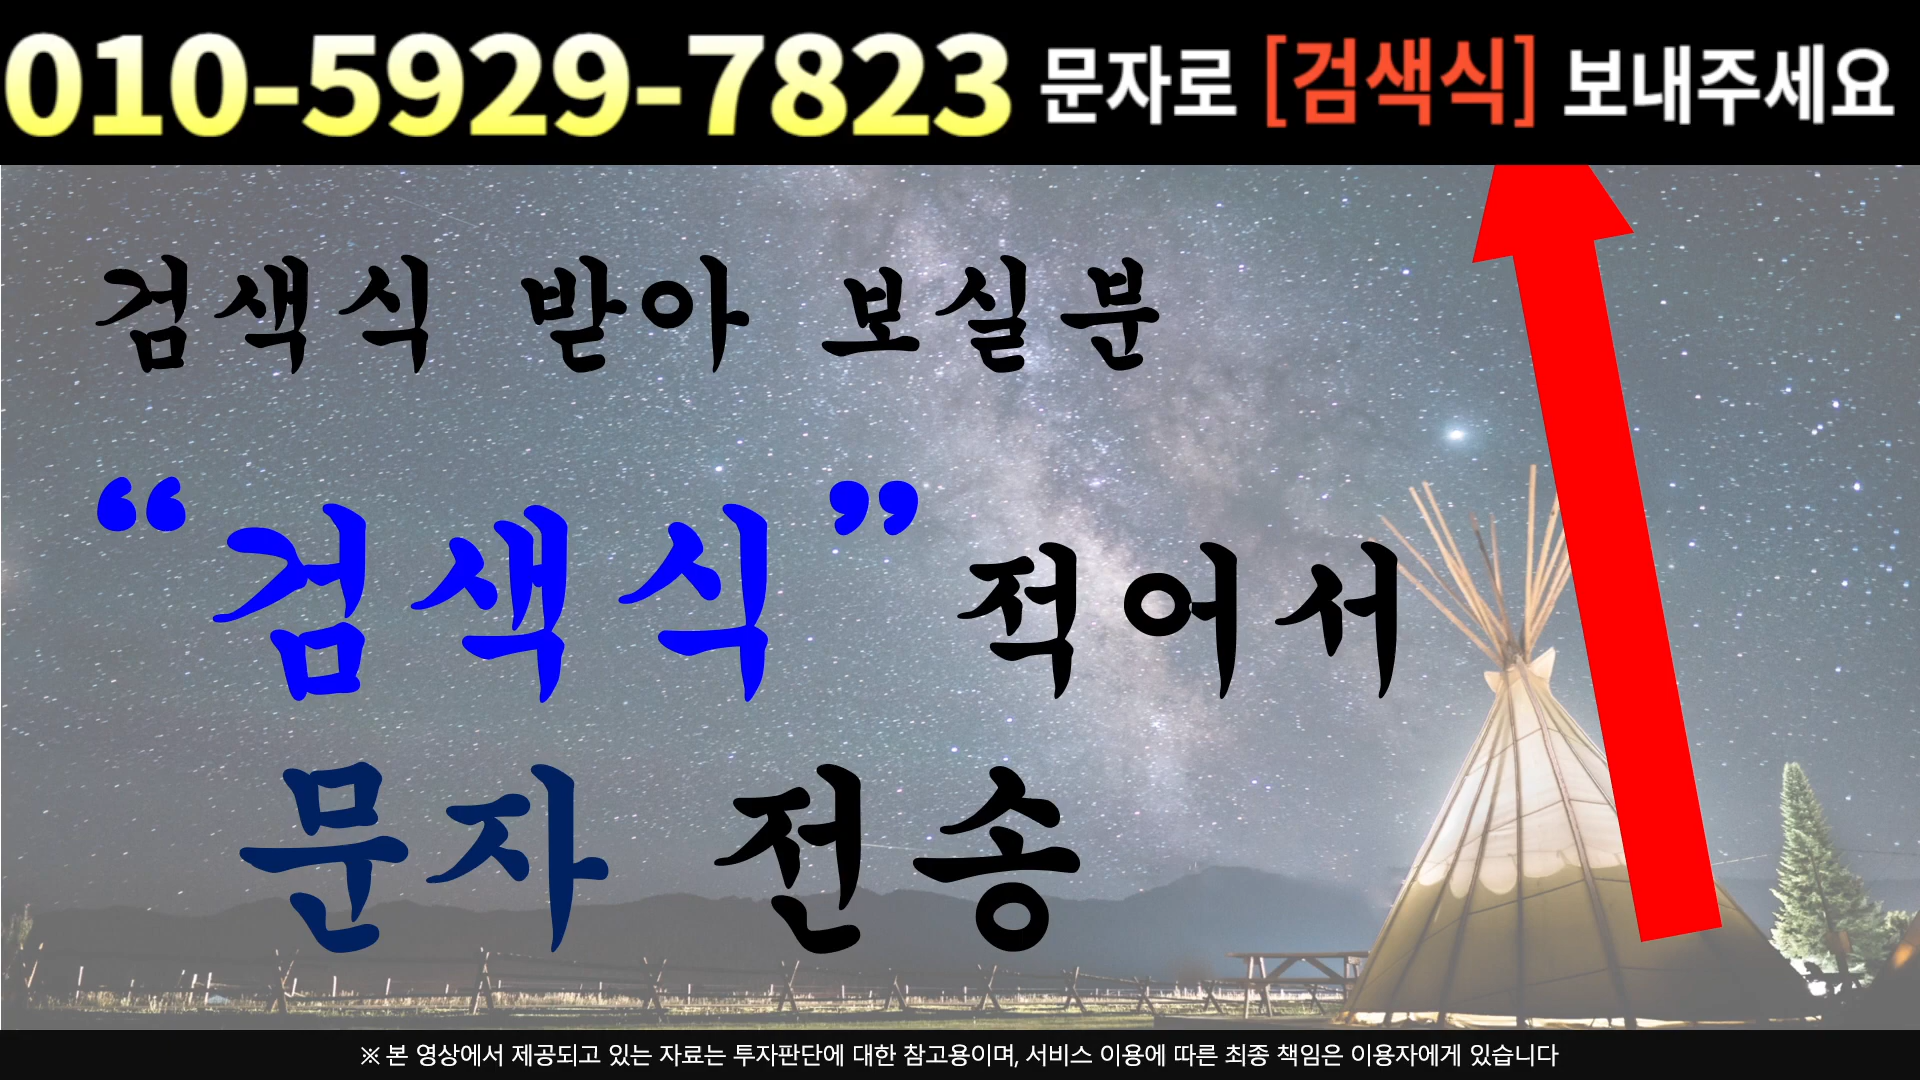 010-5929-7823 문자로 [검색식] 보내주세요
검색식 받아 보실분
“검색식” 적어서
문자 전송
※ 본 영상에서 제공되고 있는 자료는 투자판단에 대한 참고용이며, 서비스 이용에 따른 최종 책임은 이용자에게 있습니다